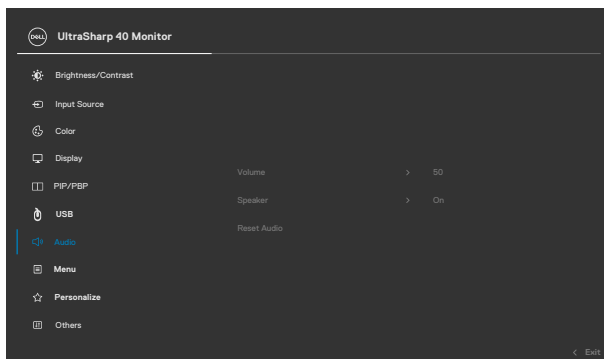 DELL UltraSharp 40 Monitor
Brightness/Contrast
Input Source
Color
Display
Volume > 50
PIP/PBP
Speaker > On
USB
Reset Audio
Audio
Menu
Personalize
Others
< Exit